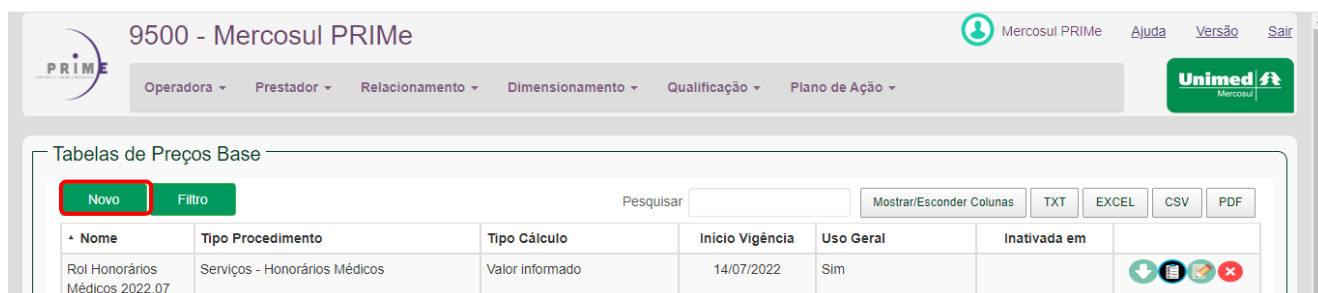 9500 - Mercosul PRIMe
Mercosul PRIMe Ajuda Versão Sair
PRIME
Operadora Prestador Relacionamento Dimensionamento Qualificação Plano de Ação
Unimed
Mercosul
Tabelas de Preços Base
Novo Filtro Pesquisar Mostrar/Esconder Colunas TXT EXCEL CSV PDF
Nome Tipo Procedimento Tipo Cálculo Início Vigência Uso Geral Inativada em
Rol Honorários Serviços - Honorários Médicos Valor informado 14/07/2022 Sim
Médicos 2022.07